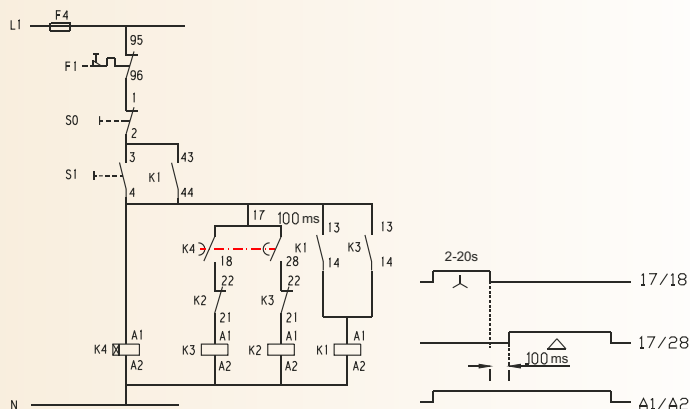 F4
L1
95
F1
96
1
S0
2
3 43
S1 K1
4 44
17 100 ms 13 13
K4 K1 K3
18 28 14 14
22 22
K2 K3
21 21
A1 A1 A1 A1
K4 K3 K2 K1
A2 A2 A2 A2
N
2-20s
17/18
17/28
100 ms
A1/A2